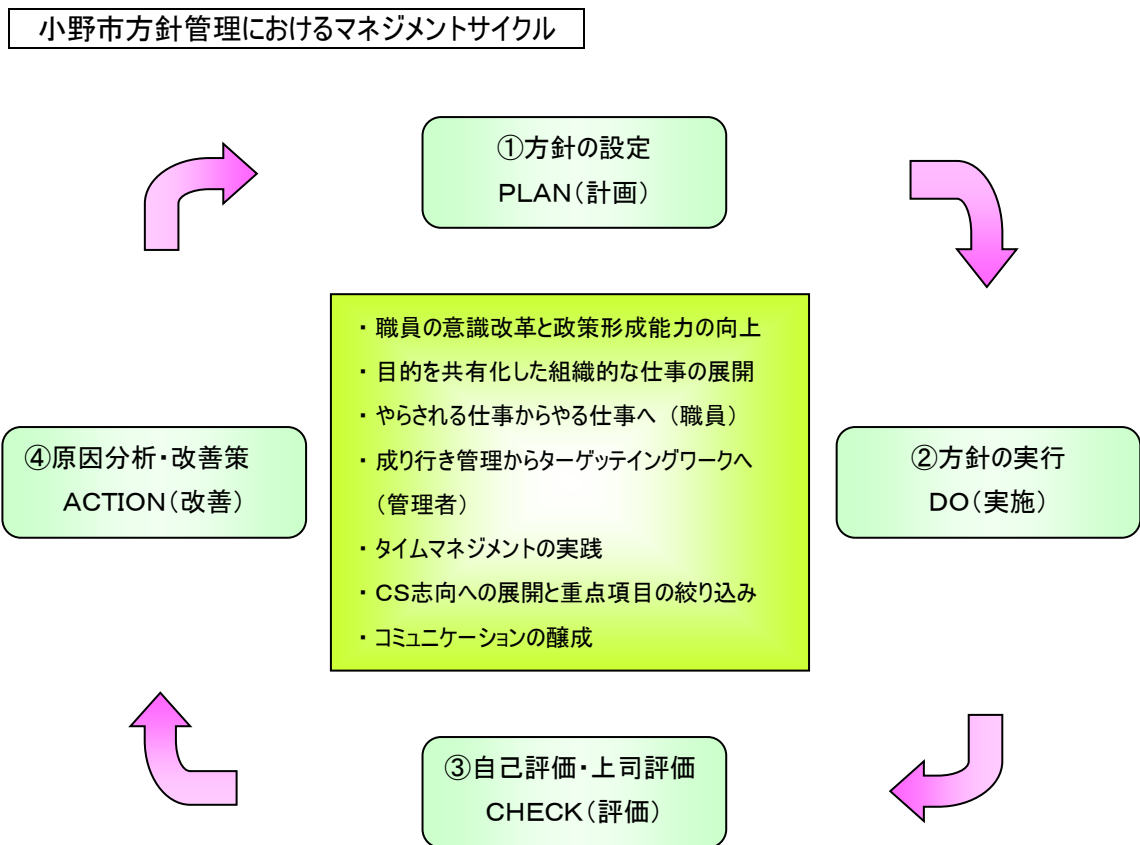 小野市方針管理におけるマネジメントサイクル
①方針の設定
PLAN(計画)
・職員の意識改革と政策形成能力の向上
・目的を共有化した組織的な仕事の展開
・やらされる仕事からやる仕事へ (職員)
・成り行き管理からターゲッテイングワークへ
(管理者)
・タイムマネジメントの実践
・CS志向への展開と重点項目の絞り込み
・コミュニケーションの醸成
④原因分析・改善策
ACTION(改善)
②方針の実行
DO(実施)
③自己評価・上司評価
CHECK(評価)